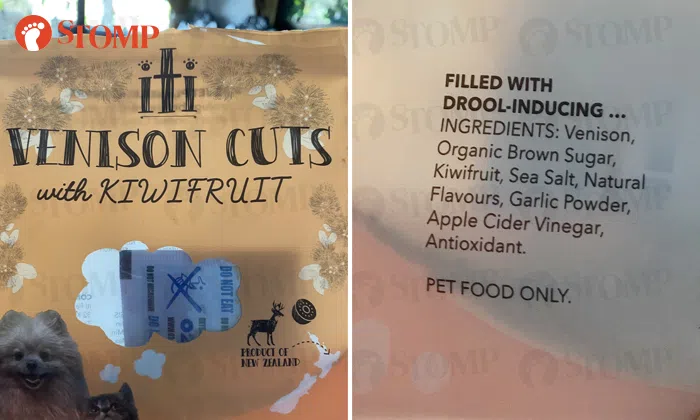 STOMP
iti
VENISON CUTS
with KIWIFRUIT
DO NOT EAT
PRODUCT OF
NEW ZEALAND
FILLED WITH
DROOL-INDUCING ...
INGREDIENTS: Venison,
Organic Brown Sugar,
Kiwifruit, Sea Salt, Natural
Flavours, Garlic Powder,
Apple Cider Vinegar,
Antioxidant.
PET FOOD ONLY.